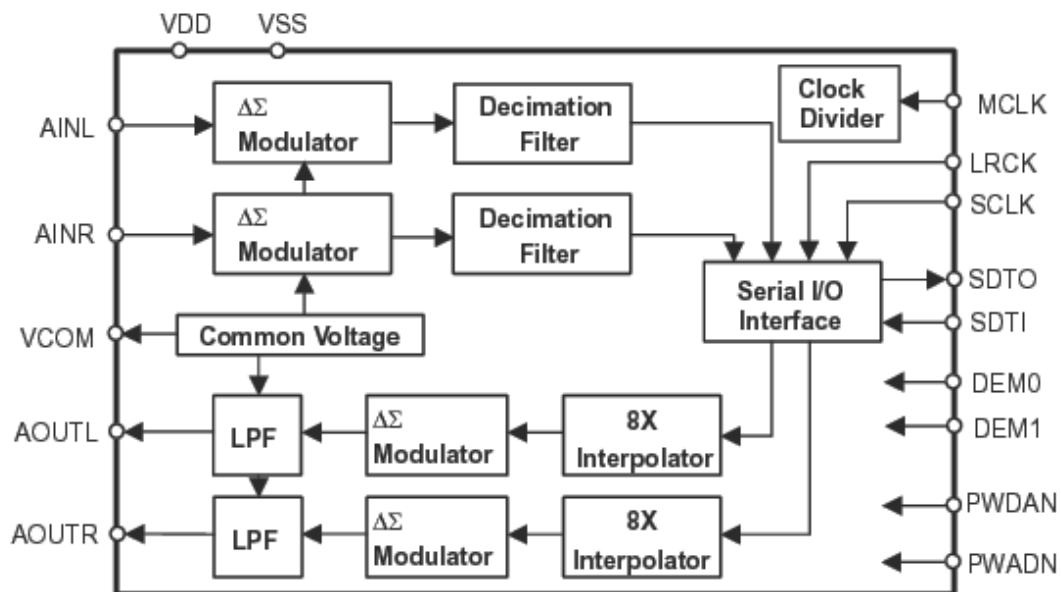 VDD VSS
ΔΣ
Modulator
Decimation
Filter
Clock
Divider
AINL
MCLK
LRCK
SCLK
AINR
ΔΣ
Modulator
Decimation
Filter
Serial I/O
Interface
SDTO
SDTI
VCOM
Common Voltage
DEM0
DEM1
AOUTL
LPF
ΔΣ
Modulator
8X
Interpolator
PWDAN
PWADN
AOUTR
LPF
ΔΣ
Modulator
8X
Interpolator